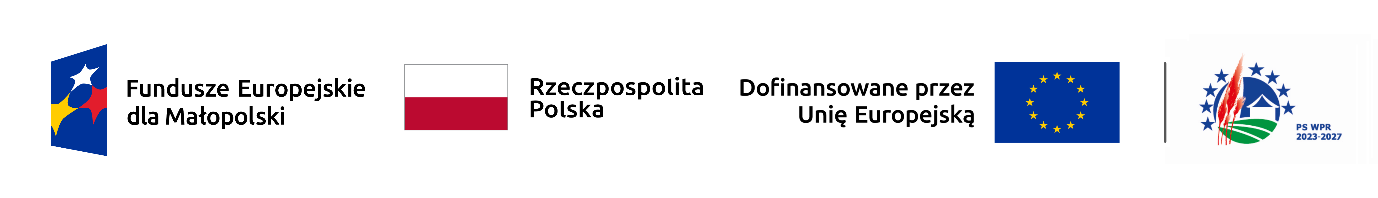 Fundusze Europejskie
dla Małopolski
Rzeczpospolita
Polska
Dofinansowane przez
Unię Europejską
PS WPR
2023-2027